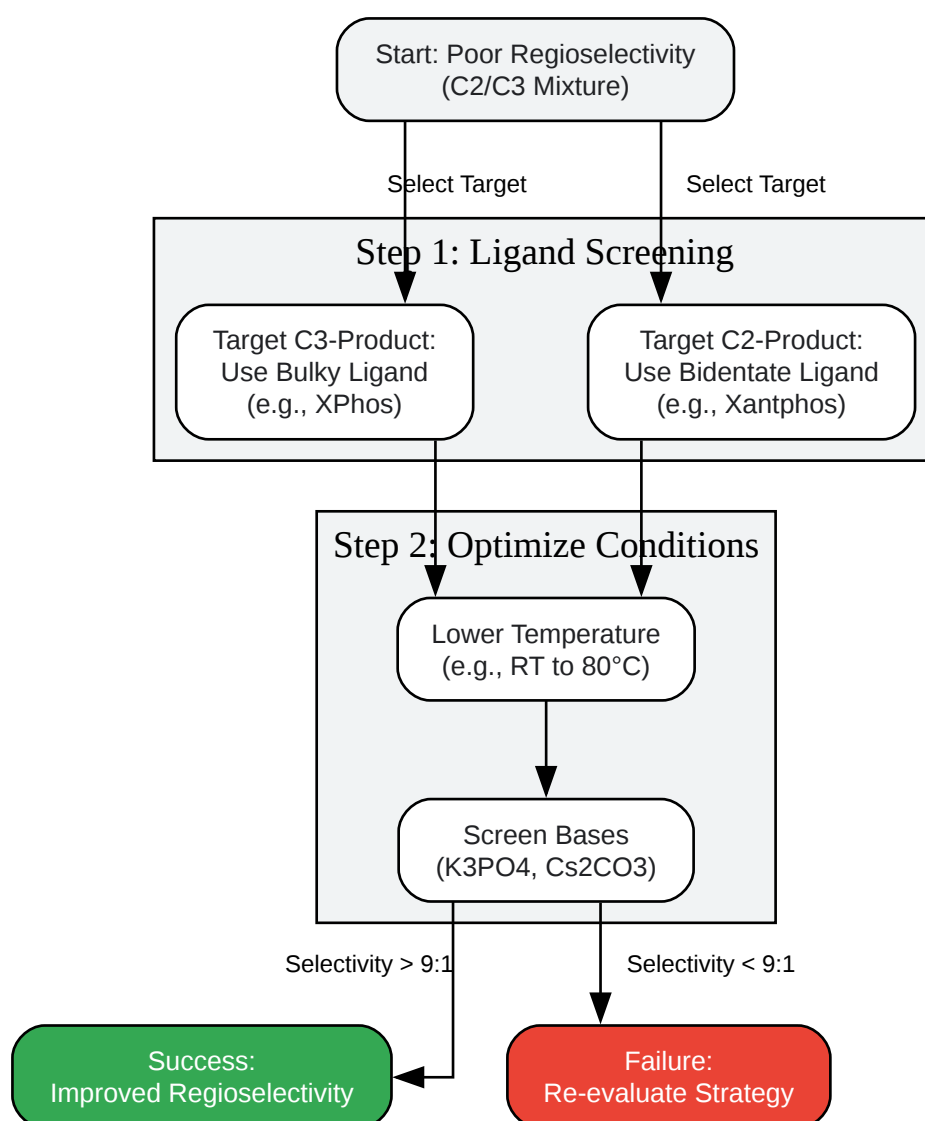 Start: Poor Regioselectivity
(C2/C3 Mixture)
Select Target
Select Target
Step 1: Ligand Screening
Target C3-Product:
Use Bulky Ligand
(e.g., XPhos)
Target C2-Product:
Use Bidentate Ligand
(e.g., Xantphos)
Step 2: Optimize Conditions
Lower Temperature
(e.g., RT to 80°C)
Screen Bases
(K3PO4, Cs2CO3)
Selectivity > 9:1
Selectivity < 9:1
Success:
Improved Regioselectivity
Failure:
Re-evaluate Strategy